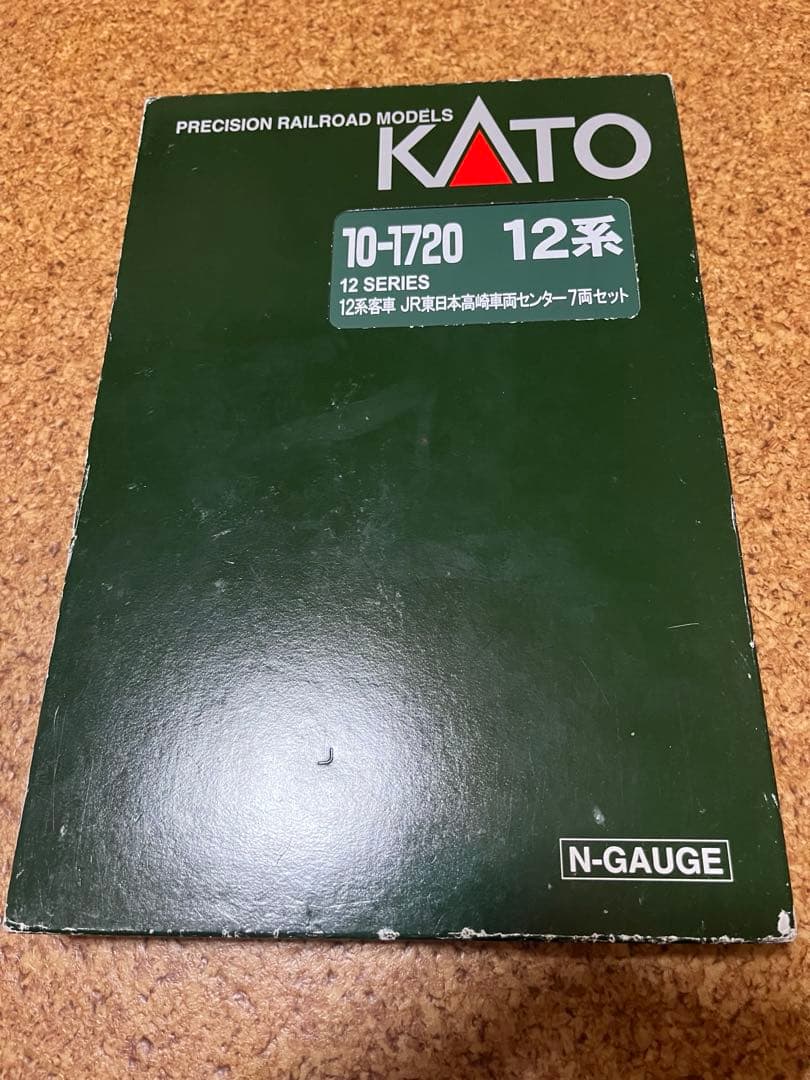 PRECISION RAILROAD MODELS
KATO
10-1720 12系
12 SERIES
12系客車 JR東日本高崎車両センター7両セット
N-GAUGE